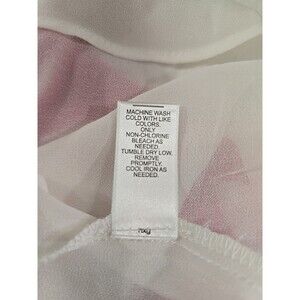 MACHINE WASH
COLD WITH LIKE
COLORS.
ONLY
NON-CHLORINE
BLEACH AS
NEEDED.
TUMBLE DRY LOW.
REMOVE
PROMPTLY.
COOL IRON AS
NEEDED.